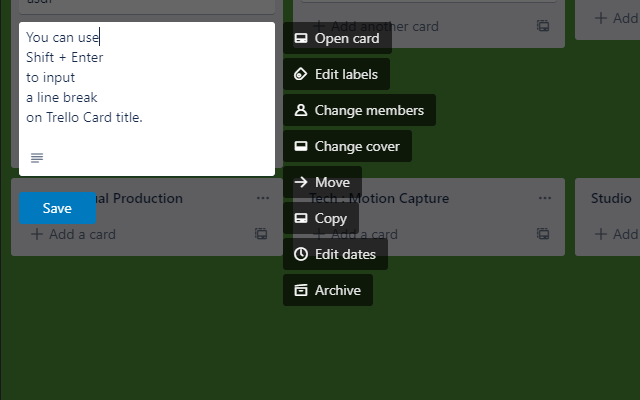 You can use
Shift + Enter
to input
a line break
on Trello Card title.
Save
Production
Add a card
Add another card
Open card
Edit labels
Change members
Change cover
Move
Copy
Edit dates
Archive
Tech : Motion Capture
Add a card
Add
Studio
Add